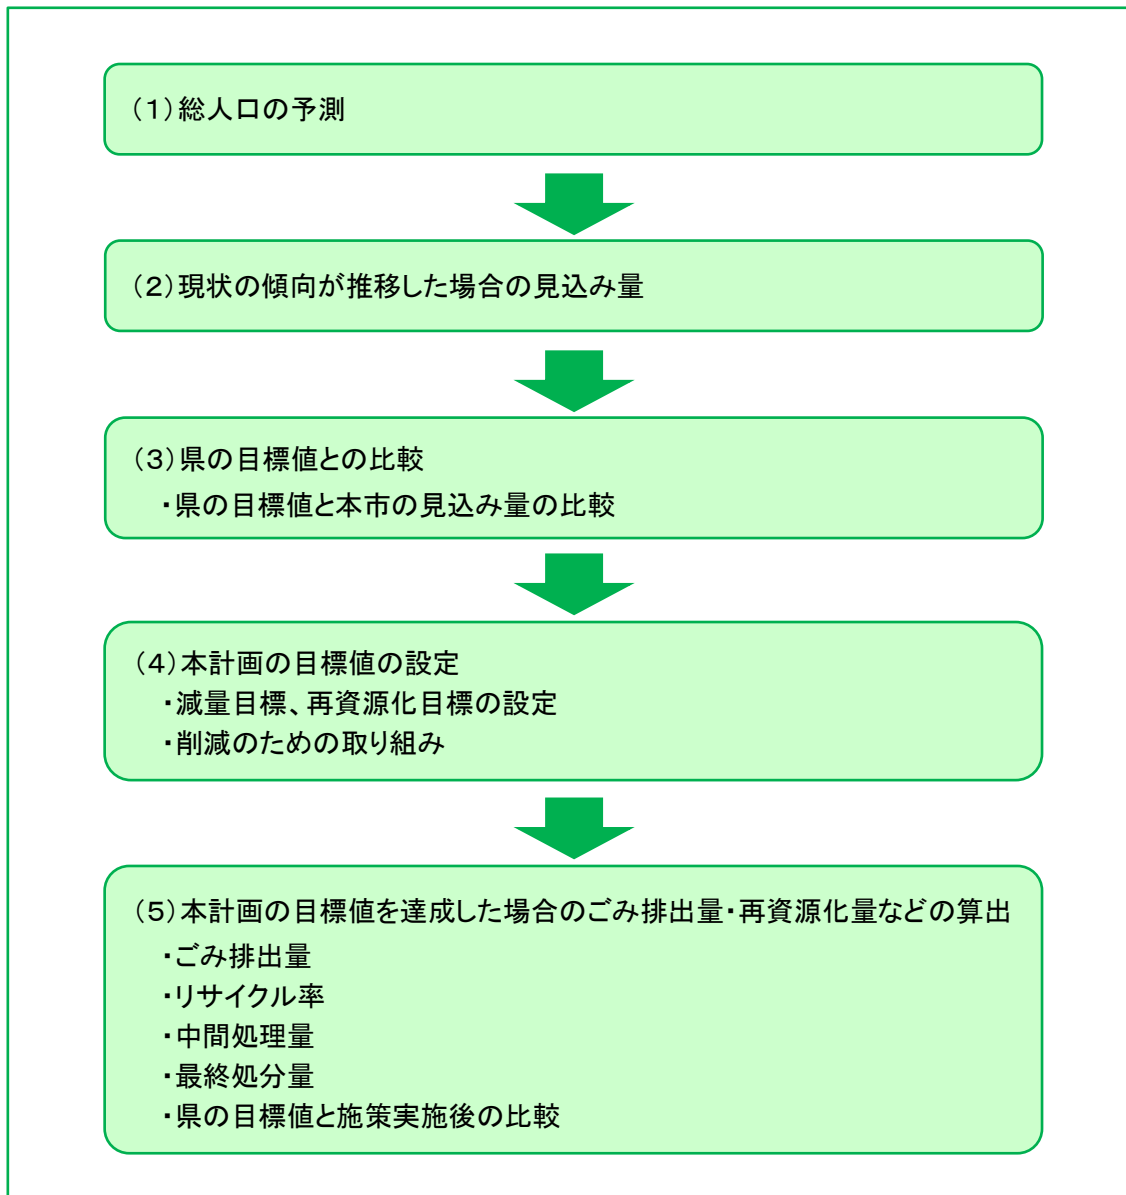 （１）総人口の予測
（２）現状の傾向が推移した場合の見込み量
（３）県の目標値との比較
・県の目標値と本市の見込み量の比較
（４）本計画の目標値の設定
・減量目標、再資源化目標の設定
・削減のための取り組み
（５）本計画の目標値を達成した場合のごみ排出量・再資源化量などの算出
・ごみ排出量
・リサイクル率
・中間処理量
・最終処分量
・県の目標値と施策実施後の比較